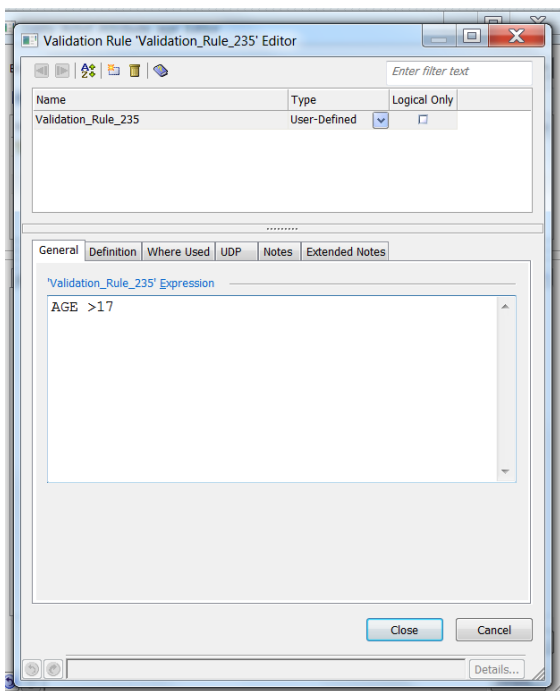 Validation Rule 'Validation_Rule_235' Editor
Enter filter text
Name Type Logical Only
Validation_Rule_235 User-Defined
General Definition Where Used UDP Notes Extended Notes
'Validation_Rule_235' Expression
AGE >17
Close Cancel
Details...